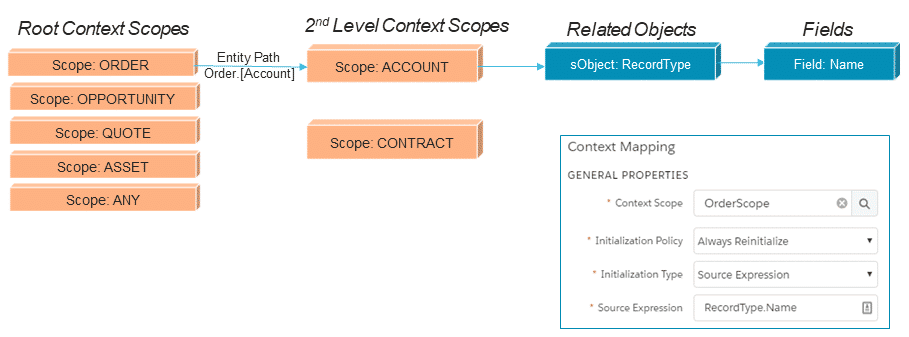 Root Context Scopes
2nd Level Context Scopes
Related Objects
Fields
Scope: ORDER
Entity Path
Order.[Account]
Scope: ACCOUNT
sObject: RecordType
Field: Name
Scope: OPPORTUNITY
Scope: QUOTE
Scope: CONTRACT
Scope: ASSET
Scope: ANY
Context Mapping
GENERAL PROPERTIES
* Context Scope OrderScope
* Initialization Policy Always Reinitialize
* Initialization Type Source Expression
* Source Expression RecordType.Name